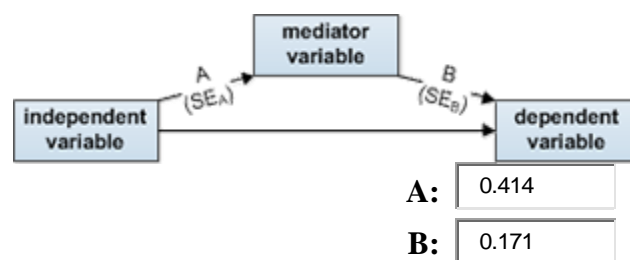 mediator
variable
A
(SEA)
B
(SEB)
independent
variable
dependent
variable
A: 0.414
B: 0.171